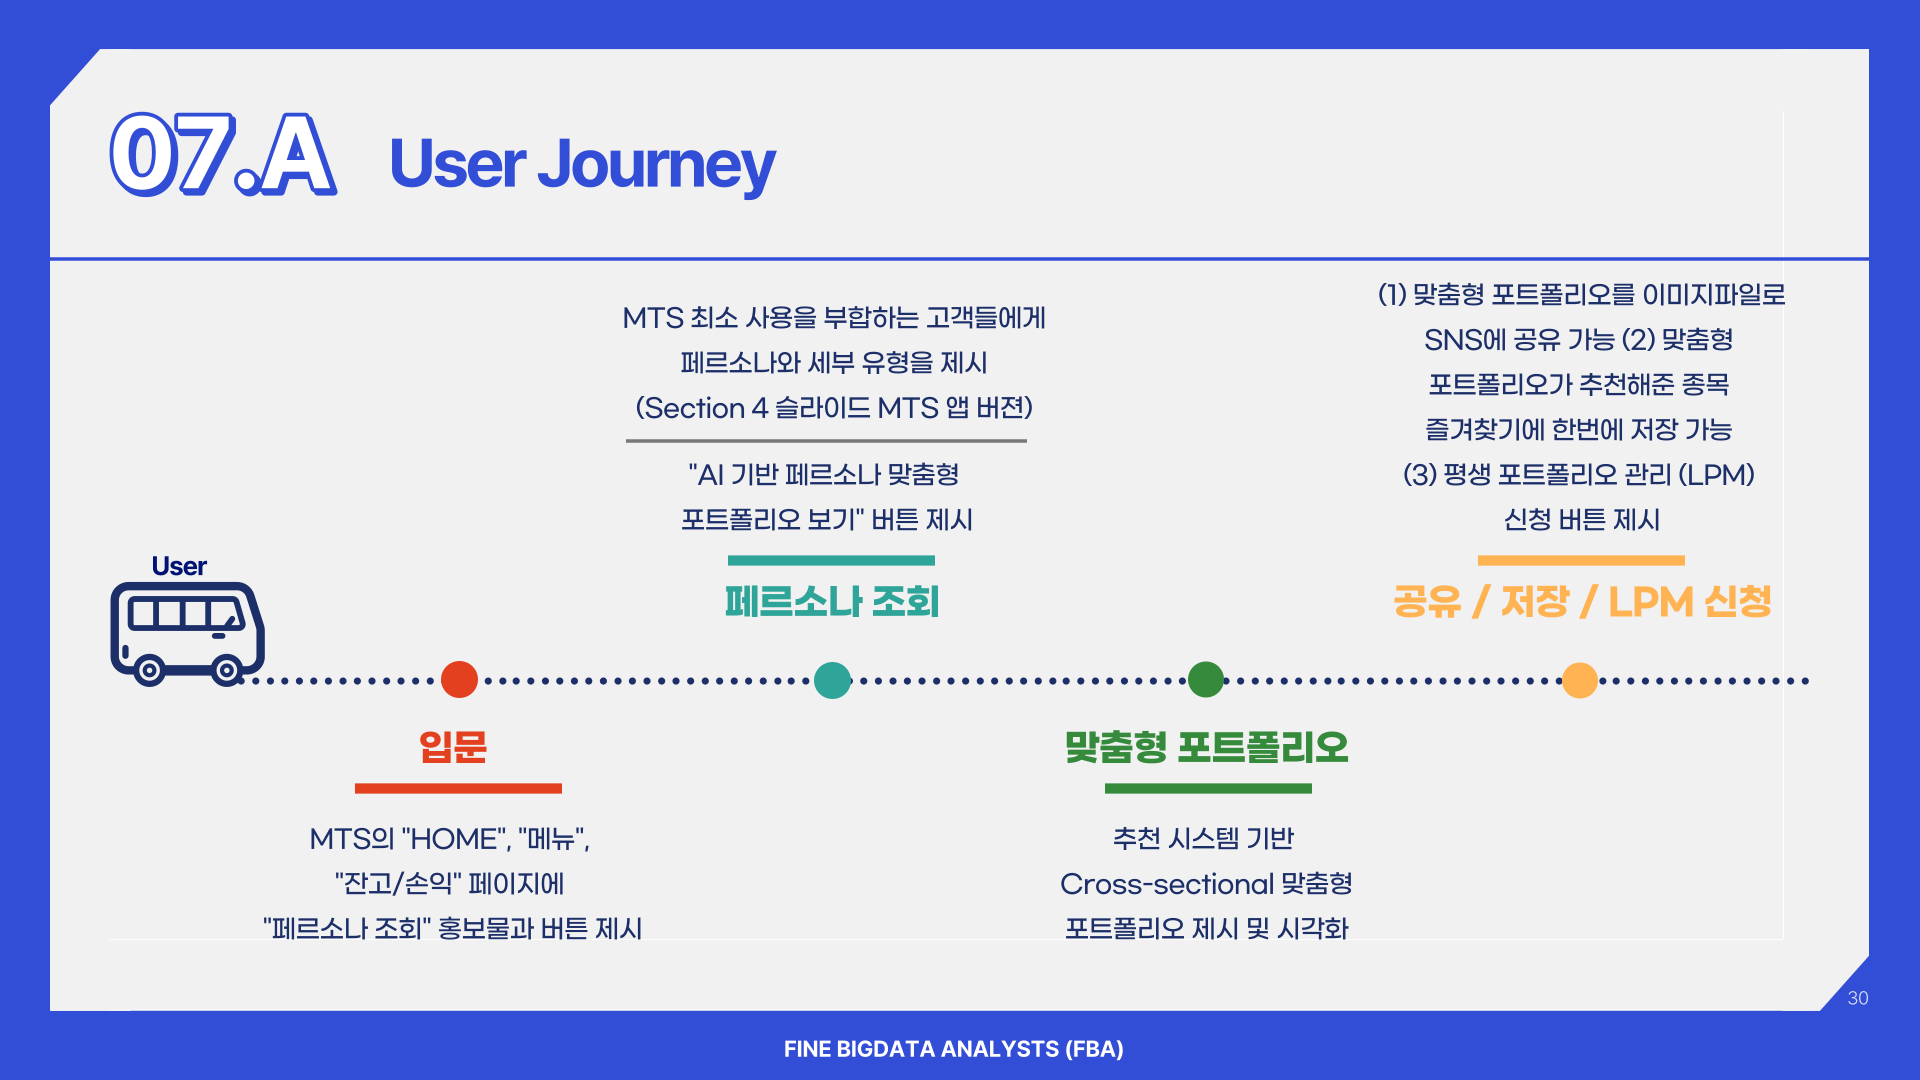 07.A
User Journey
User
입문
MTS의 "HOME", "메뉴",
"잔고/손익" 페이지에
"페르소나 조회" 홍보물과 버튼 제시
MTS 최소 사용을 부합하는 고객들에게
페르소나와 세부 유형을 제시
(Section 4 슬라이드 MTS 앱 버젼)
"AI 기반 페르소나 맞춤형
포트폴리오 보기" 버튼 제시
페르소나 조회
맞춤형 포트폴리오
추천 시스템 기반
Cross-sectional 맞춤형
포트폴리오 제시 및 시각화
(1) 맞춤형 포트폴리오를 이미지파일로
SNS에 공유 가능 (2) 맞춤형
포트폴리오가 추천해준 종목
즐겨찾기에 한번에 저장 가능
(3) 평생 포트폴리오 관리 (LPM)
신청 버튼 제시
공유 / 저장 / LPM 신청
30
FINE BIGDATA ANALYSTS (FBA)